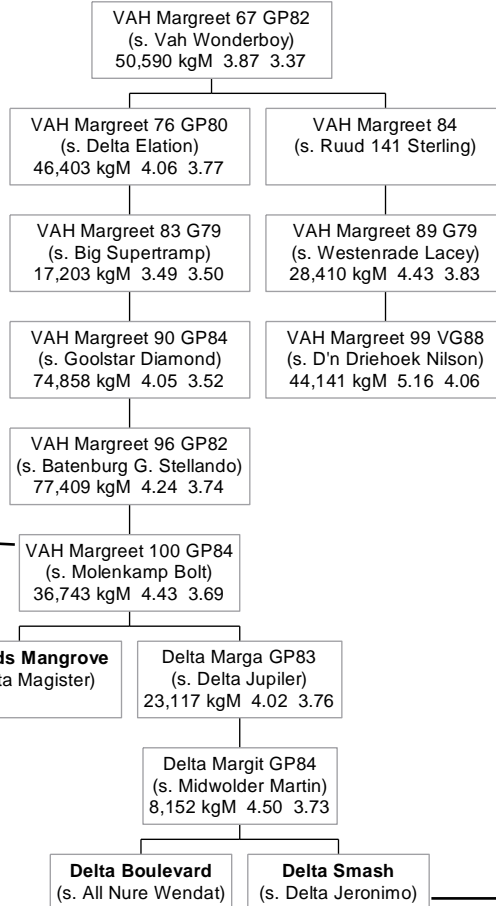 VAH Margreet 67 GP82
(s. Vah Wonderboy)
50,590 kgM 3.87 3.37
VAH Margreet 76 GP80
(s. Delta Elation)
46,403 kgM 4.06 3.77
VAH Margreet 84
(s. Ruud 141 Sterling)
VAH Margreet 83 G79
(s. Big Supertramp)
17,203 kgM 3.49 3.50
VAH Margreet 89 G79
(s. Westenrade Lacey)
28,410 kgM 4.43 3.83
VAH Margreet 90 GP84
(s. Goolstar Diamond)
74,858 kgM 4.05 3.52
VAH Margreet 99 VG88
(s. D'n Driehoek Nilson)
44,141 kgM 5.16 4.06
VAH Margreet 96 GP82
(s. Batenburg G. Stellando)
77,409 kgM 4.24 3.74
VAH Margreet 100 GP84
(s. Molenkamp Bolt)
36,743 kgM 4.43 3.69
Mangrove
Magister)
Delta Marga GP83
(s. Delta Jupiler)
23,117 kgM 4.02 3.76
Delta Margit GP84
(s. Midwolder Martin)
8,152 kgM 4.50 3.73
Delta Boulevard
(s. All Nure Wendat)
Delta Smash
(s. Delta Jeronimo)